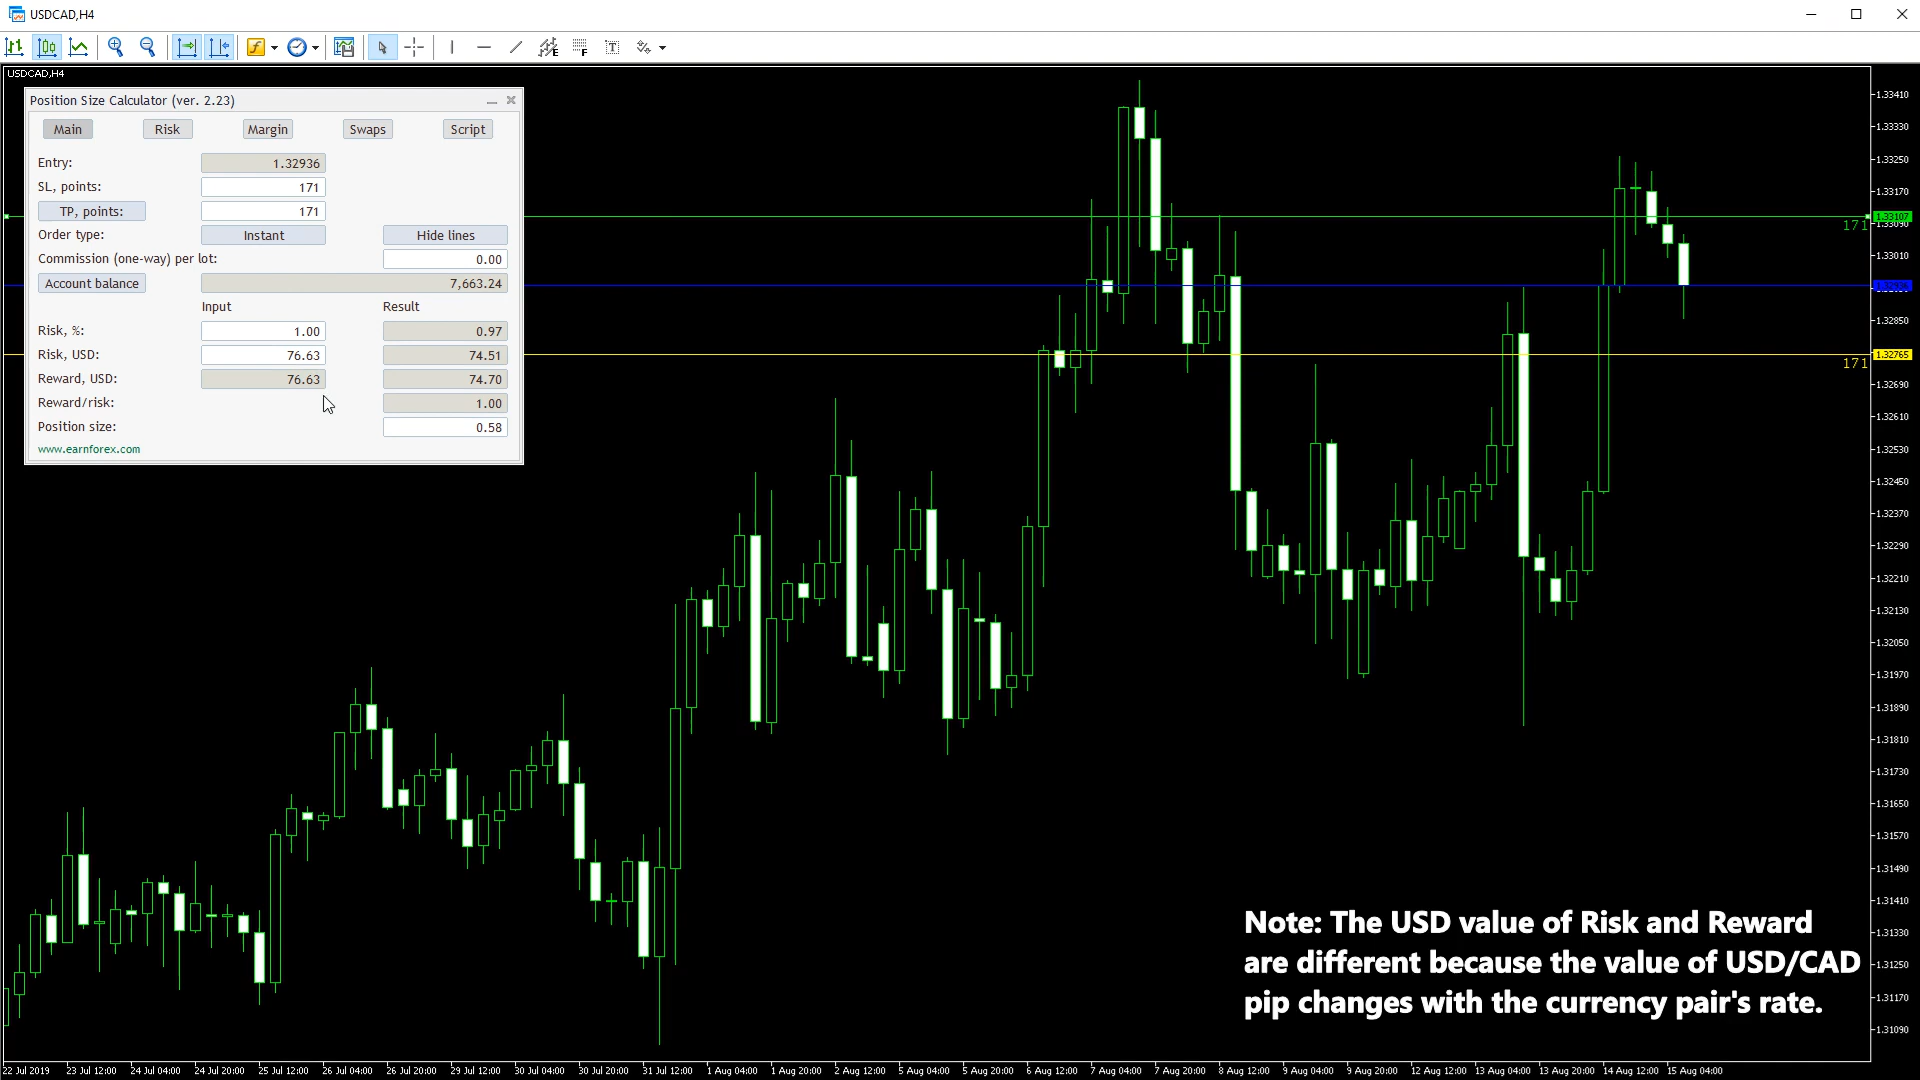 USDCAD,H4
USDCAD,H4
Position Size Calculator (ver. 2.23)
Main Risk Margin Swaps Script
Entry: 1.32936
SL, points: 171
TP, points: 171
Order type: Instant Hide lines
Commission (one-way) per lot: 0.00
Account balance 7,663.24
Input Result
Risk, %: 1.00 0.97
Risk, USD: 76.63 74.51
Reward, USD: 76.63 74.70
Reward/risk: 1.00
Position size: 0.58
www.earnforex.com
1.33410
1.33330
1.33250
1.33170
1.33107
171
1.33090
1.33010
1.32936
1.32850
1.32765
171
1.32690
1.32610
1.32530
1.32450
1.32370
1.32290
1.32210
1.32130
1.32050
1.31970
1.31890
1.31810
1.31730
1.31650
1.31570
1.31490
1.31410
1.31330
1.31250
1.31170
1.31090
Note: The USD value of Risk and Reward
are different because the value of USD/CAD
pip changes with the currency pair's rate.
22 Jul 2019 23 Jul 12:00 24 Jul 04:00 24 Jul 20:00 25 Jul 12:00 26 Jul 04:00 26 Jul 20:00 29 Jul 12:00 30 Jul 04:00 30 Jul 20:00 31 Jul 12:00 1 Aug 04:00 1 Aug 20:00 2 Aug 12:00 5 Aug 04:00 5 Aug 20:00 6 Aug 12:00 7 Aug 04:00 7 Aug 20:00 8 Aug 12:00 9 Aug 04:00 9 Aug 20:00 12 Aug 12:00 13 Aug 04:00 13 Aug 20:00 14 Aug 12:00 15 Aug 04:00